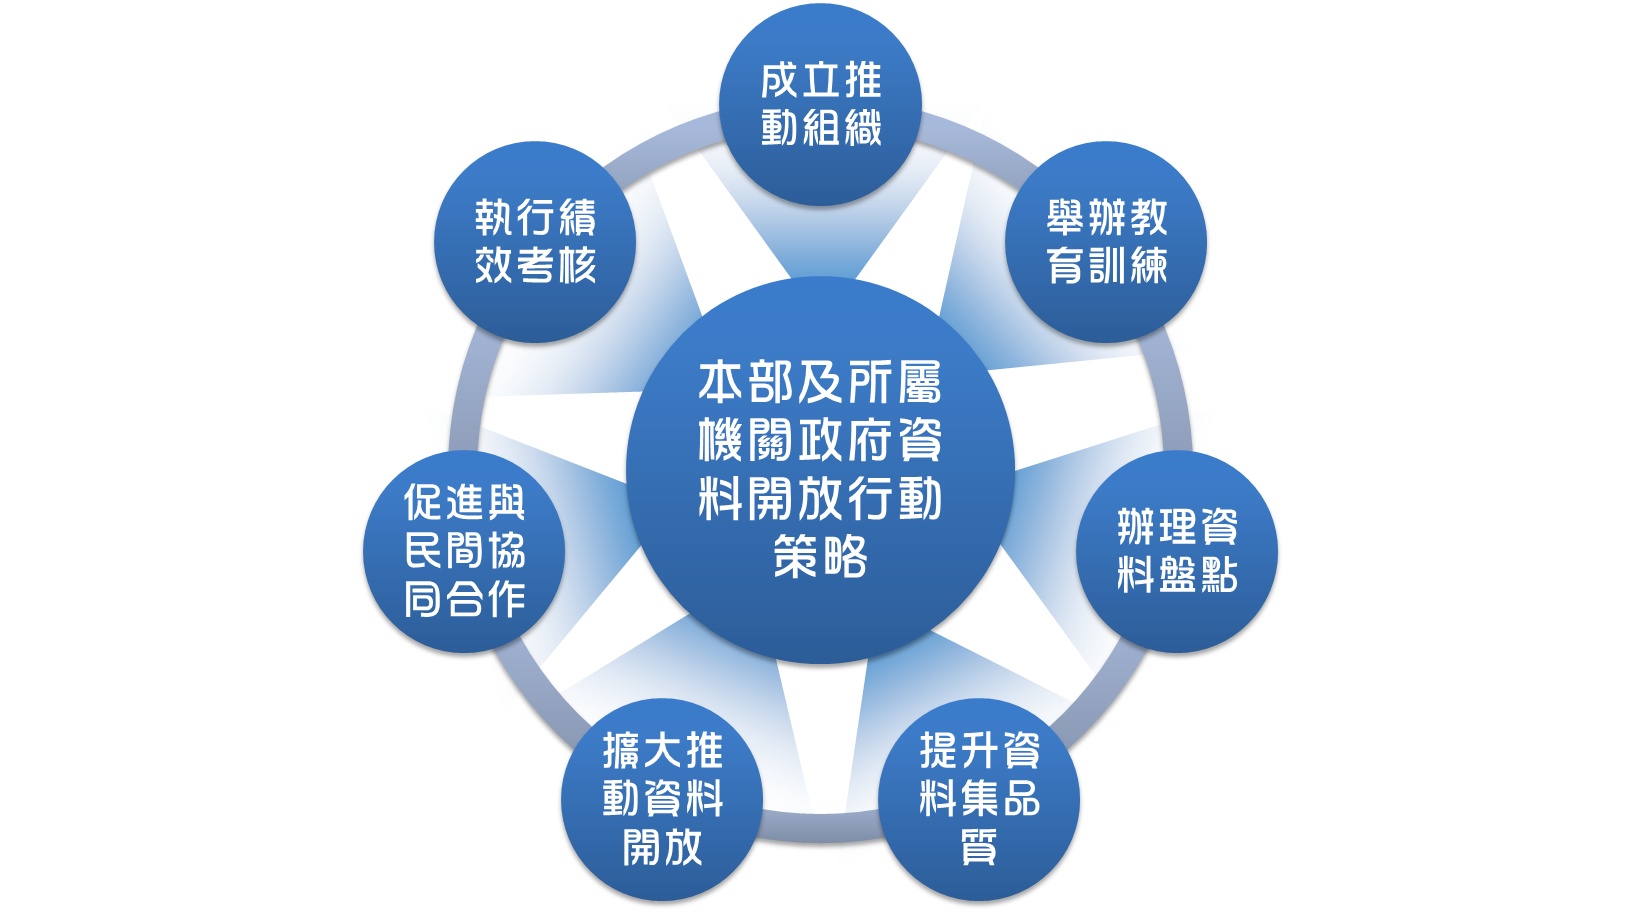 成立推
動組織
舉辦教
育訓練
辦理資
料盤點
提升資
料集品
質
擴大推
動資料
開放
促進與
民間協
同合作
執行績
效考核
本部及所屬
機關政府資
料開放行動
策略